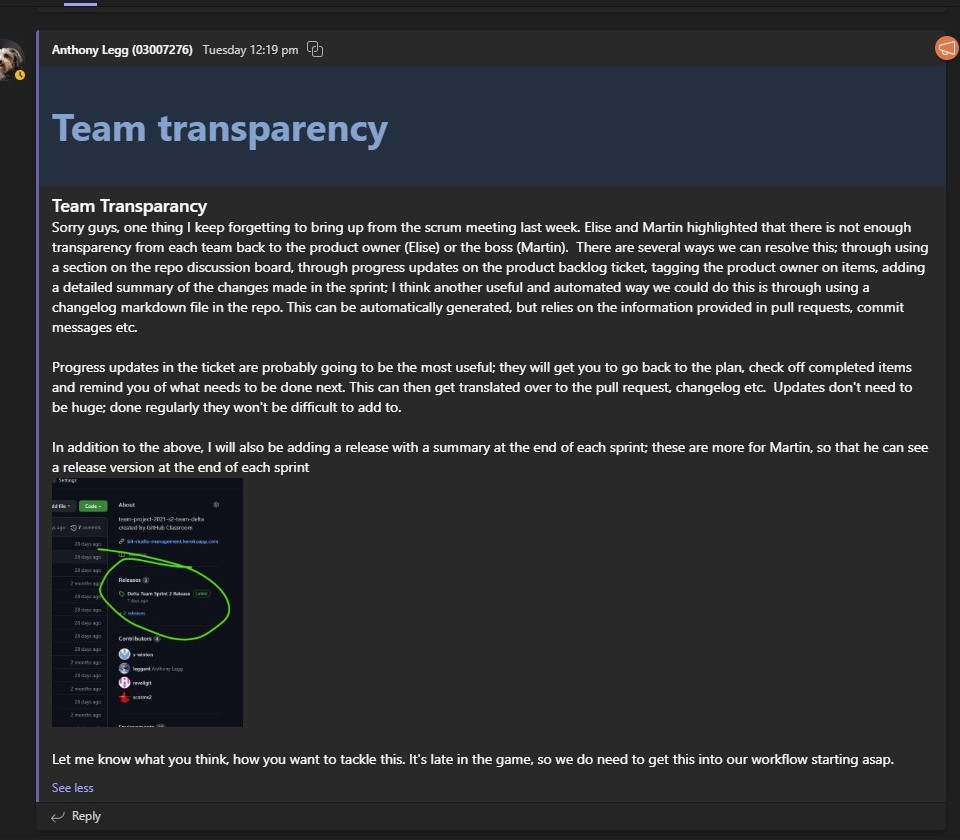 Anthony Legg (03007276) Tuesday 12:19 pm
Team transparency
Team Transparancy
Sorry guys, one thing I keep forgetting to bring up from the scrum meeting last week. Elise and Martin highlighted that there is not enough
transparency from each team back to the product owner (Elise) or the boss (Martin).  There are several ways we can resolve this; through using
a section on the repo discussion board, through progress updates on the product backlog ticket, tagging the product owner on items, adding
a detailed summary of the changes made in the sprint; I think another useful and automated way we could do this is through using a
changelog markdown file in the repo. This can be automatically generated, but relies on the information provided in pull requests, commit
messages etc.
Progress updates in the ticket are probably going to be the most useful; they will get you to go back to the plan, check off completed items
and remind you of what needs to be done next. This can then get translated over to the pull request, changelog etc.  Updates don't need to
be huge; done regularly they won't be difficult to add to.
In addition to the above, I will also be adding a release with a summary at the end of each sprint; these are more for Martin, so that he can see
a release version at the end of each sprint
Settings
dd file Code
About
team-project-2021-s2-team-delta
created by GitHub Classroom
7 commits
bit-studio-management.herokuapp.com
28 days ago
28 days ago
28 days ago
2 months ago
Releases
28 days ago
Delta Team Sprint 2 Release Latest
7 days ago
28 days ago
+ 2 releases
28 days ago
28 days ago
Contributors 4
28 days ago
s-winton
2 months ago
leggant Anthony Legg
28 days ago
2 months ago
28 days ago
2 months ago
Environments
Let me know what you think, how you want to tackle this. It's late in the game, so we do need to get this into our workflow starting asap.
See less
Reply